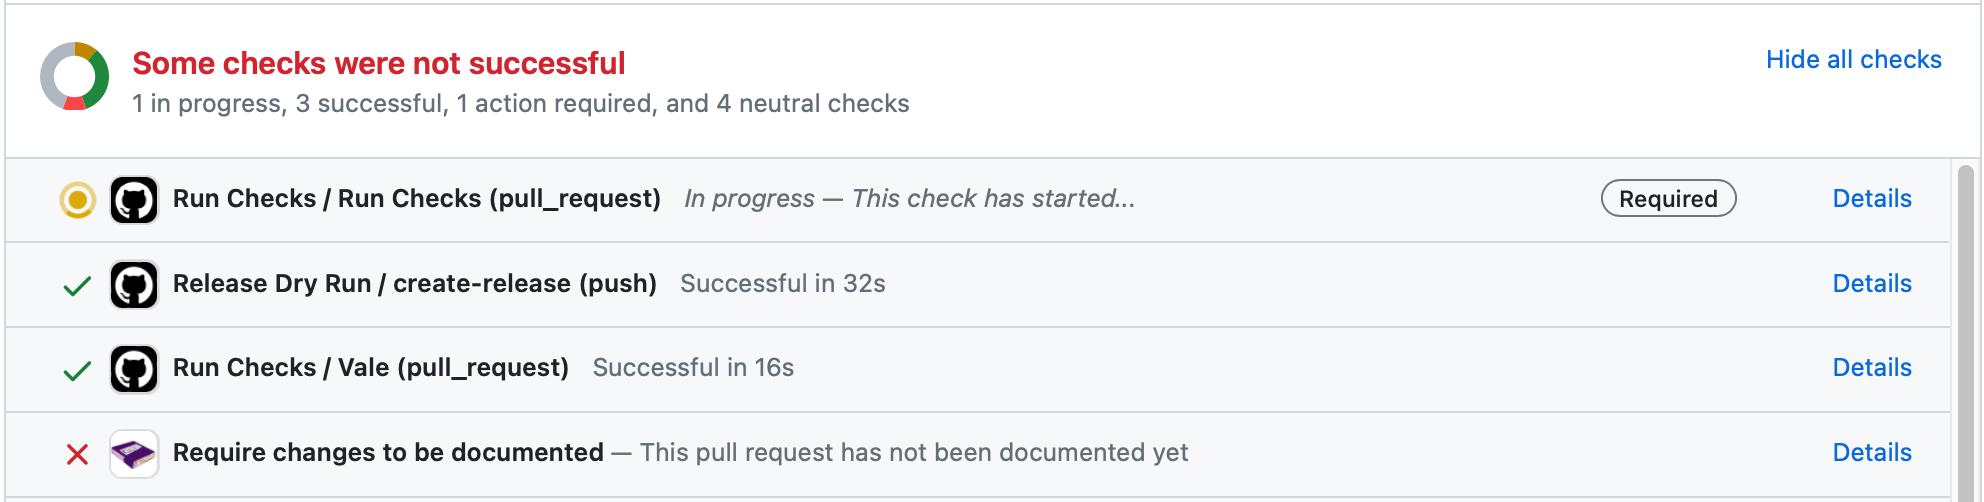 Some checks were not successful
Hide all checks
1 in progress, 3 successful, 1 action required, and 4 neutral checks
Run Checks / Run Checks (pull_request) In progress — This check has started... Required Details
Release Dry Run / create-release (push) Successful in 32s Details
Run Checks / Vale (pull_request) Successful in 16s Details
Require changes to be documented — This pull request has not been documented yet Details